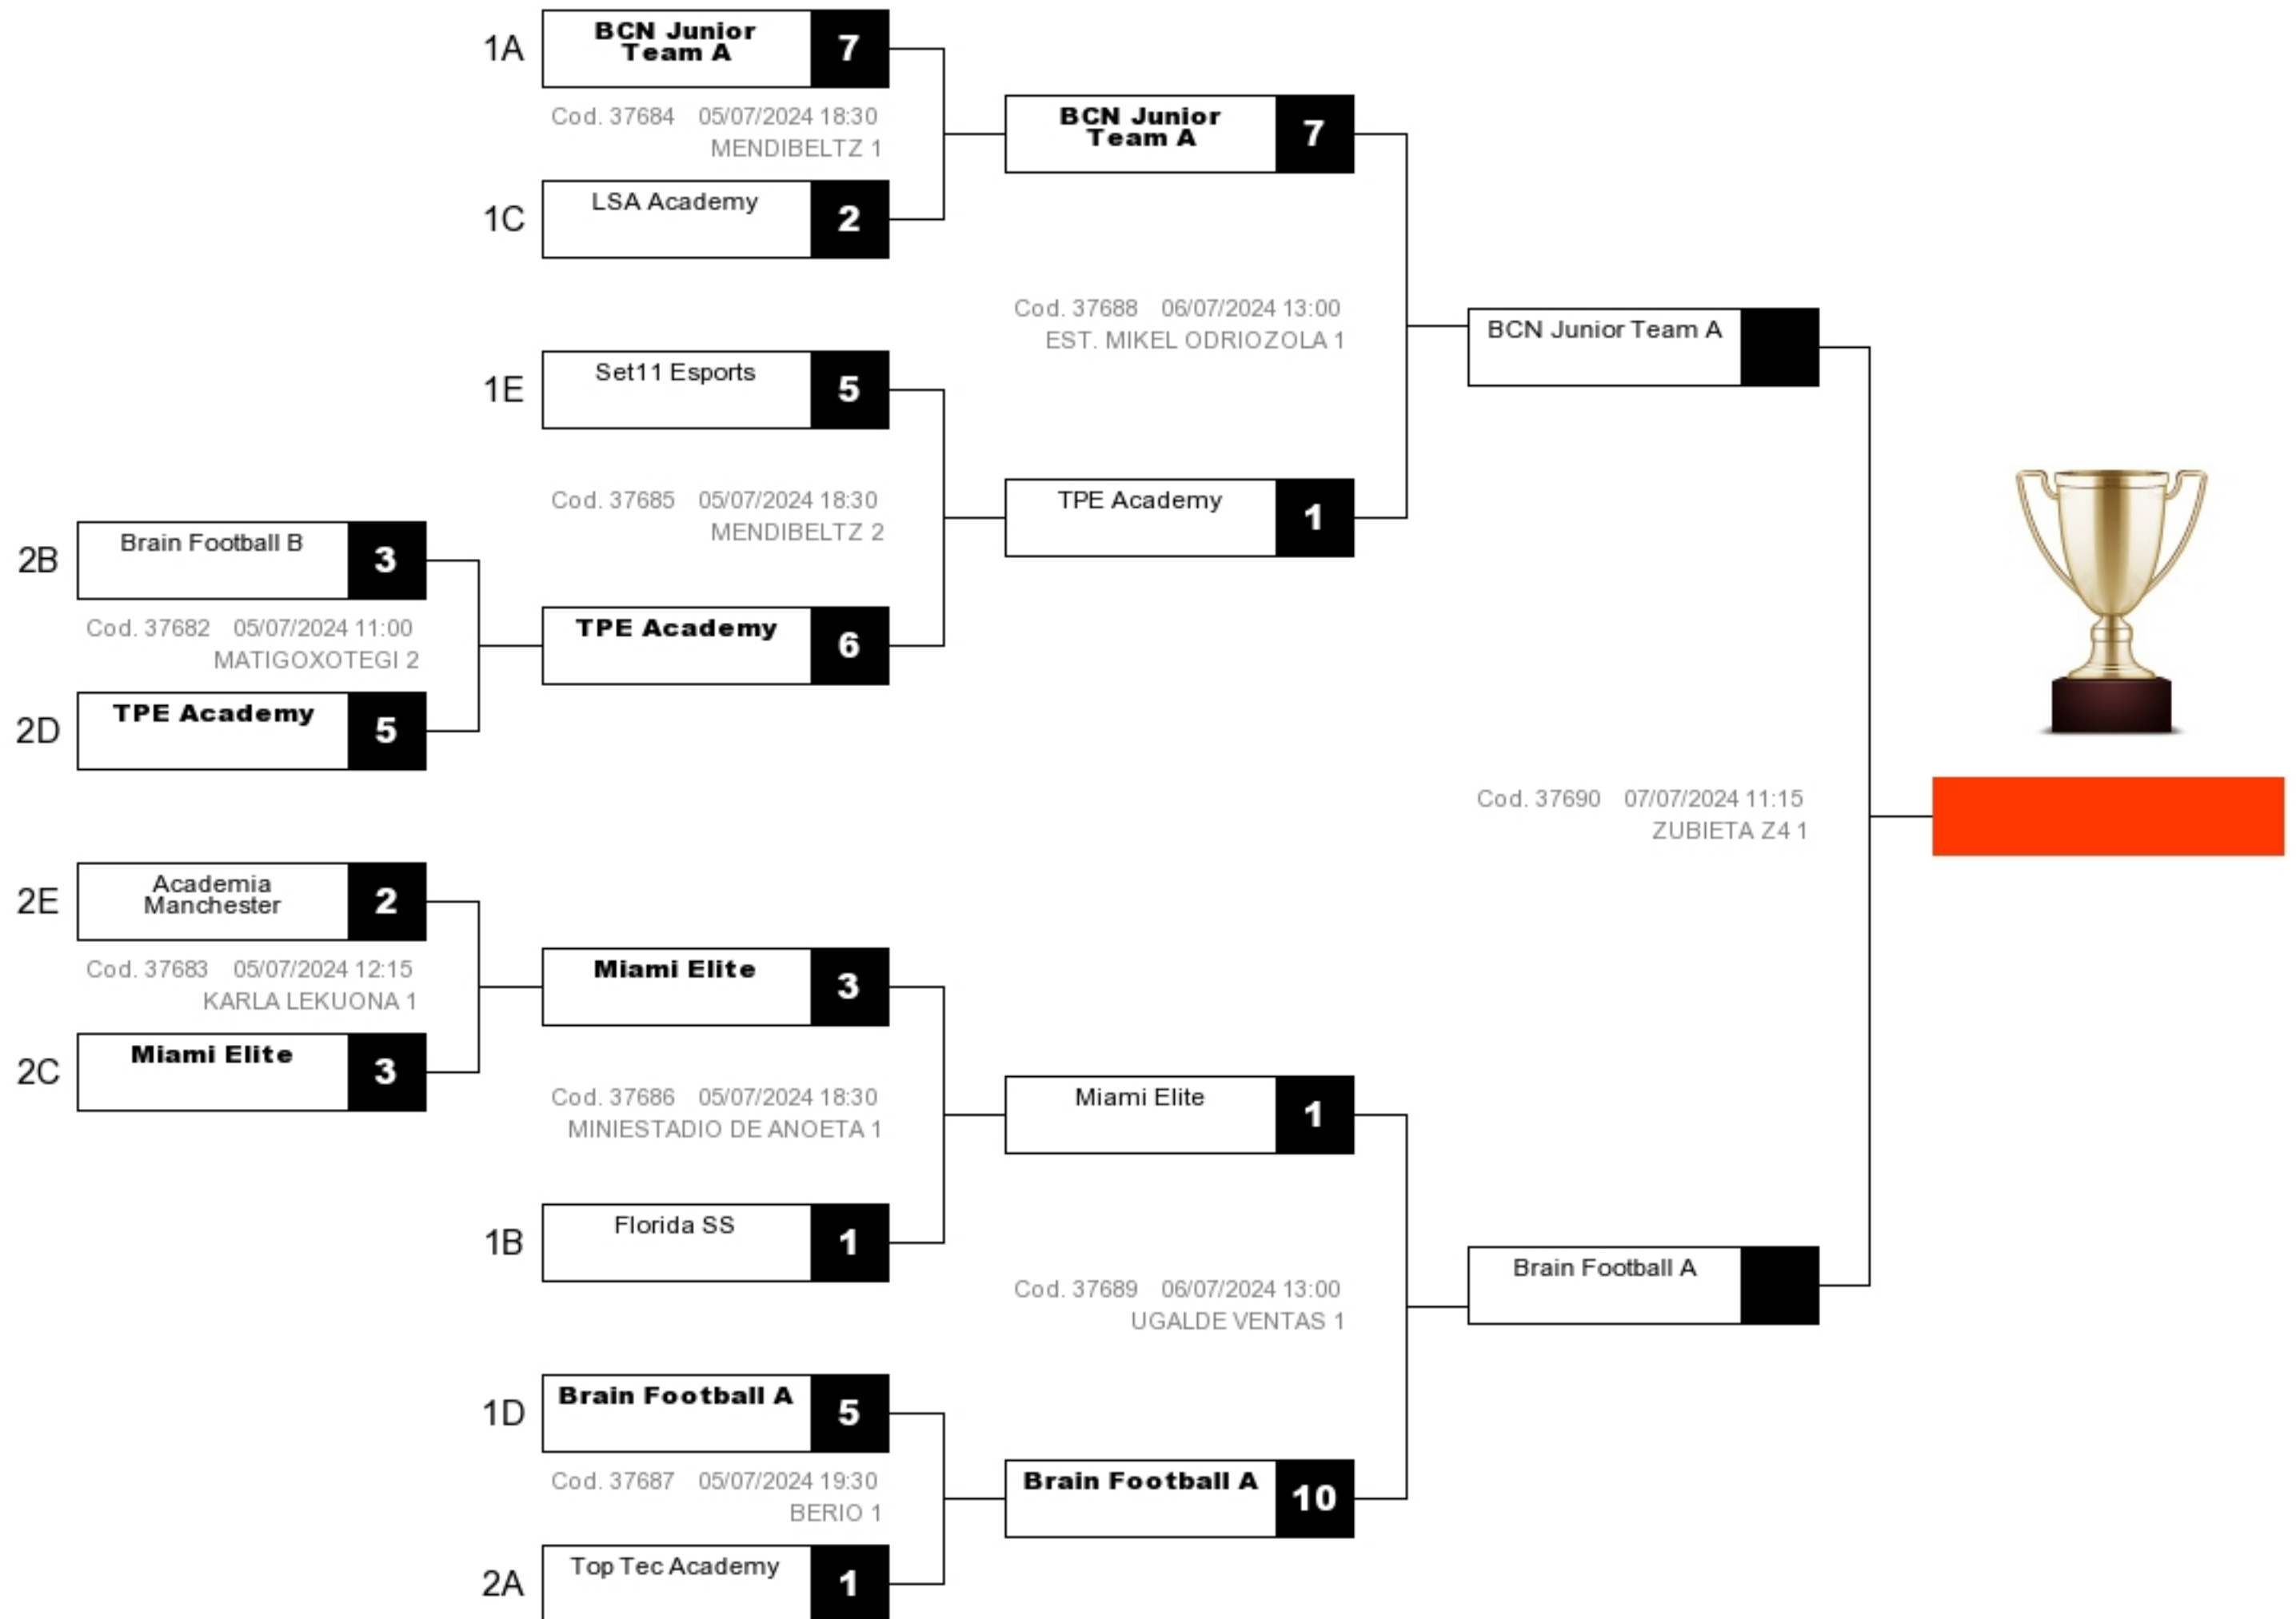 1A
BCN Junior
Team A
7
Cod. 37684 05/07/2024 18:30
MENDIBELTZ 1
1C
LSA Academy
2
BCN Junior
Team A
7
Cod. 37688 06/07/2024 13:00
EST. MIKEL ODRIOZOLA 1
BCN Junior Team A
1E
Set11 Esports
5
Cod. 37685 05/07/2024 18:30
MENDIBELTZ 2
TPE Academy
1
2B
Brain Football B
3
Cod. 37682 05/07/2024 11:00
MATIGOXOTEGI 2
TPE Academy
6
2D
TPE Academy
5
Cod. 37690 07/07/2024 11:15
ZUBIETA Z4 1
2E
Academia
Manchester
2
Cod. 37683 05/07/2024 12:15
KARLA LEKUONA 1
Miami Elite
3
2C
Miami Elite
3
Cod. 37686 05/07/2024 18:30
MINIESTADIO DE ANOETA 1
Miami Elite
1
1B
Florida SS
1
Cod. 37689 06/07/2024 13:00
UGALDE VENTAS 1
Brain Football A
1D
Brain Football A
5
Cod. 37687 05/07/2024 19:30
BERIO 1
Brain Football A
10
2A
Top Tec Academy
1